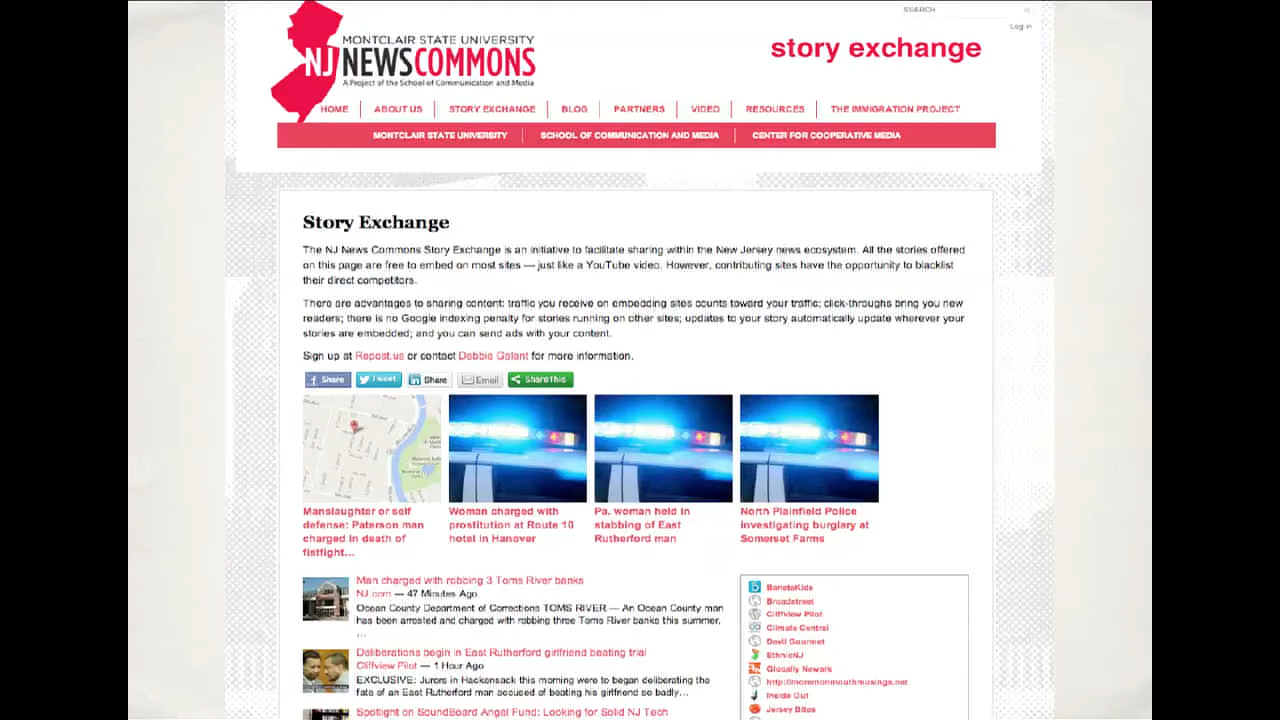 SEARCH
Log in
MONTCLAIR STATE UNIVERSITY
NJ NEWSCOMMONS
A Project of the School of Communication and Media
story exchange
HOME ABOUT US STORY EXCHANGE BLOG PARTNERS VIDEO RESOURCES THE IMMIGRATION PROJECT
MONTCLAIR STATE UNIVERSITY SCHOOL OF COMMUNICATION AND MEDIA CENTER FOR COOPERATIVE MEDIA
Story Exchange
The NJ News Commons Story Exchange is an initiative to facilitate sharing within the New Jersey news ecosystem. All the stories offered
on this page are free to embed on most sites — just like a YouTube video. However, contributing sites have the opportunity to blacklist
their direct competitors.
There are advantages to sharing content: traffic you receive on embedding sites counts toward your traffic; click-throughs bring you new
readers; there is no Google indexing penalty for stories running on other sites; updates to your story automatically update wherever your
stories are embedded; and you can send ads with your content.
Sign up at Repost.us or contact Debbie Galant for more information.
Share Tweet Share Email ShareThis
Manslaughter or self
defense: Paterson man
charged in death of
fistfight...
Woman charged with
prostitution at Route 10
hotel in Hanover
Pa. woman held in
stabbing of East
Rutherford man
North Plainfield Police
investigating burglary at
Somerset Farms
Man charged with robbing 3 Toms River banks
NJ.com — 47 Minutes Ago
Ocean County Department of Corrections TOMS RIVER — An Ocean County man
has been arrested and charged with robbing three Toms River banks this summer,
...
Deliberations begin in East Rutherford girlfriend beating trial
Cliffview Pilot — 1 Hour Ago
EXCLUSIVE: Jurors in Hackensack this morning were to began deliberating the
fate of an East Rutherford man accused of beating his girlfriend so badly...
Spotlight on SoundBoard Angel Fund: Looking for Solid NJ Tech
BaristaKids
Broadstreet
Cliffview Pilot
Climate Central
Devil Gourmet
EthnicNJ
Glocally Newark
http://moremonmouthmusings.net
Inside Out
Jersey Bites